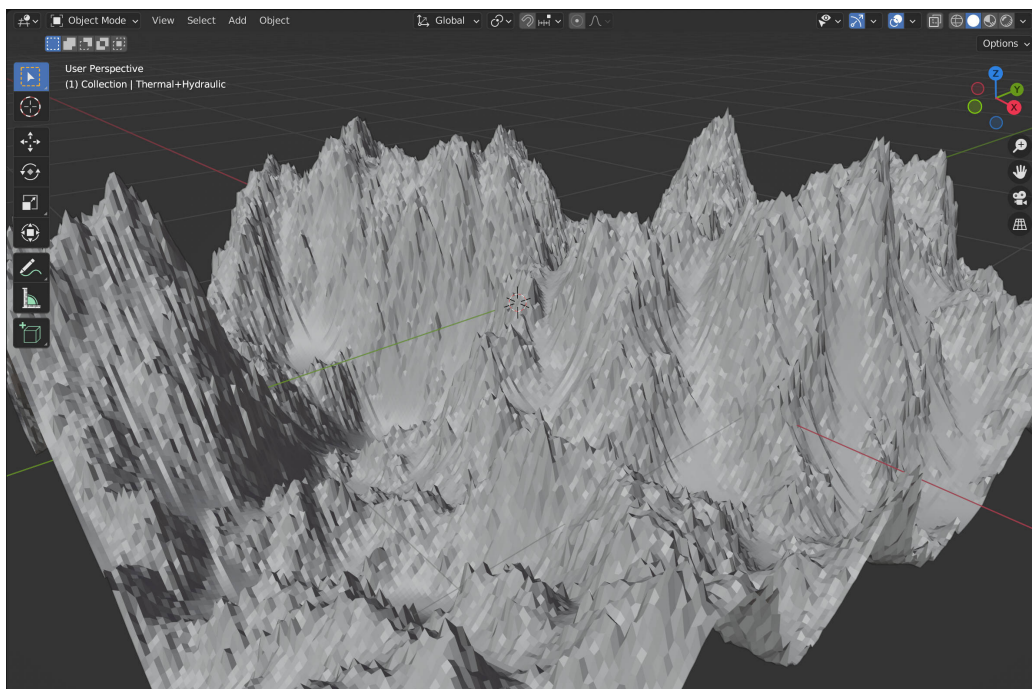 Object Mode View Select Add Object Global
Options
User Perspective
(1) Collection | Thermal+Hydraulic
Z
Y
X